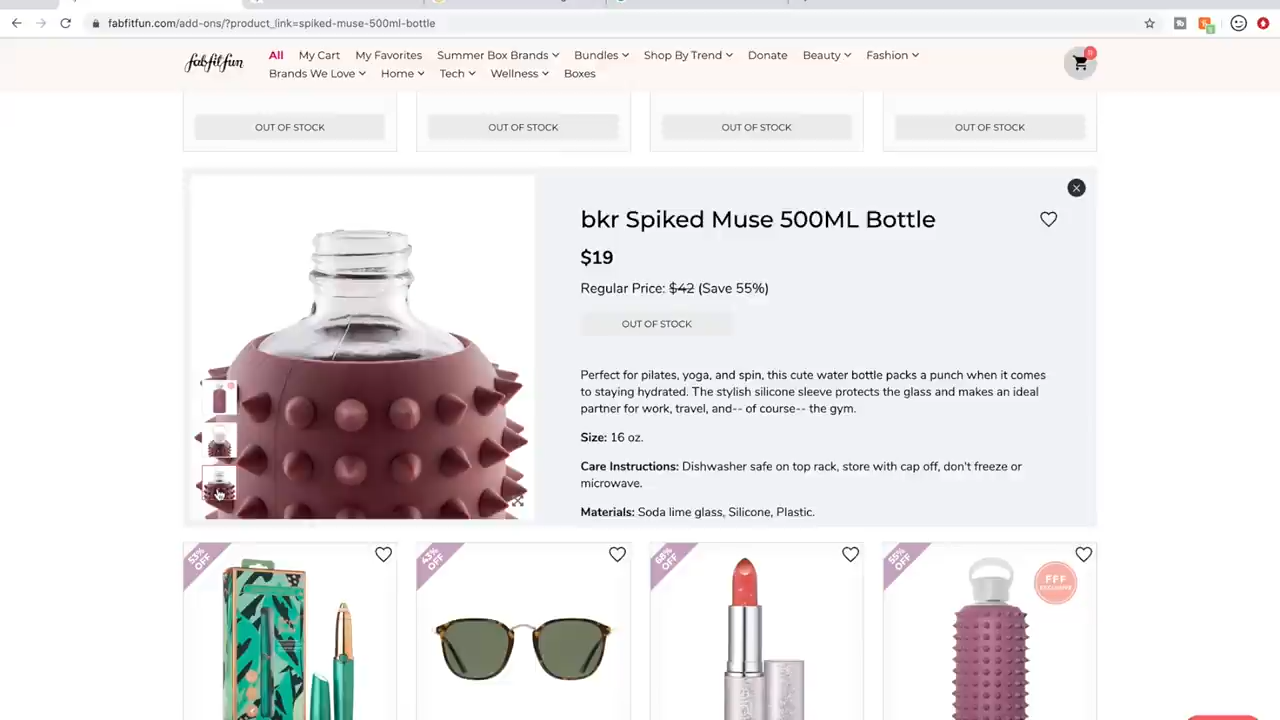 fabfitfun.com/add-ons/?product_link=spiked-muse-500ml-bottle
fabfitfun
All My Cart My Favorites Summer Box Brands Bundles Shop By Trend Donate Beauty Fashion
Brands We Love Home Tech Wellness Boxes
OUT OF STOCK OUT OF STOCK OUT OF STOCK OUT OF STOCK
bkr Spiked Muse 500ML Bottle
$19
Regular Price: $42 (Save 55%)
OUT OF STOCK
Perfect for pilates, yoga, and spin, this cute water bottle packs a punch when it comes
to staying hydrated. The stylish silicone sleeve protects the glass and makes an ideal
partner for work, travel, and-- of course-- the gym.
Size: 16 oz.
Care Instructions: Dishwasher safe on top rack, store with cap off, don't freeze or
microwave.
Materials: Soda lime glass, Silicone, Plastic.
53% OFF
43% OFF
68% OFF
55% OFF
FFF
EXCLUSIVE